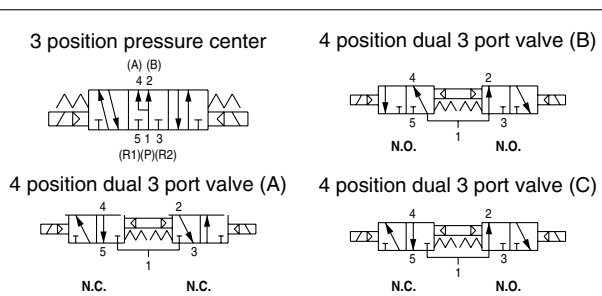 3 position pressure center
(A) (B)
4 2
5 1 3
(R1)(P)(R2)
4 position dual 3 port valve (B)
4 2
5 3
1
N.O. N.O.
4 position dual 3 port valve (A)
4 2
5 3
1
N.C. N.C.
4 position dual 3 port valve (C)
4 2
5 3
1
N.C. N.O.